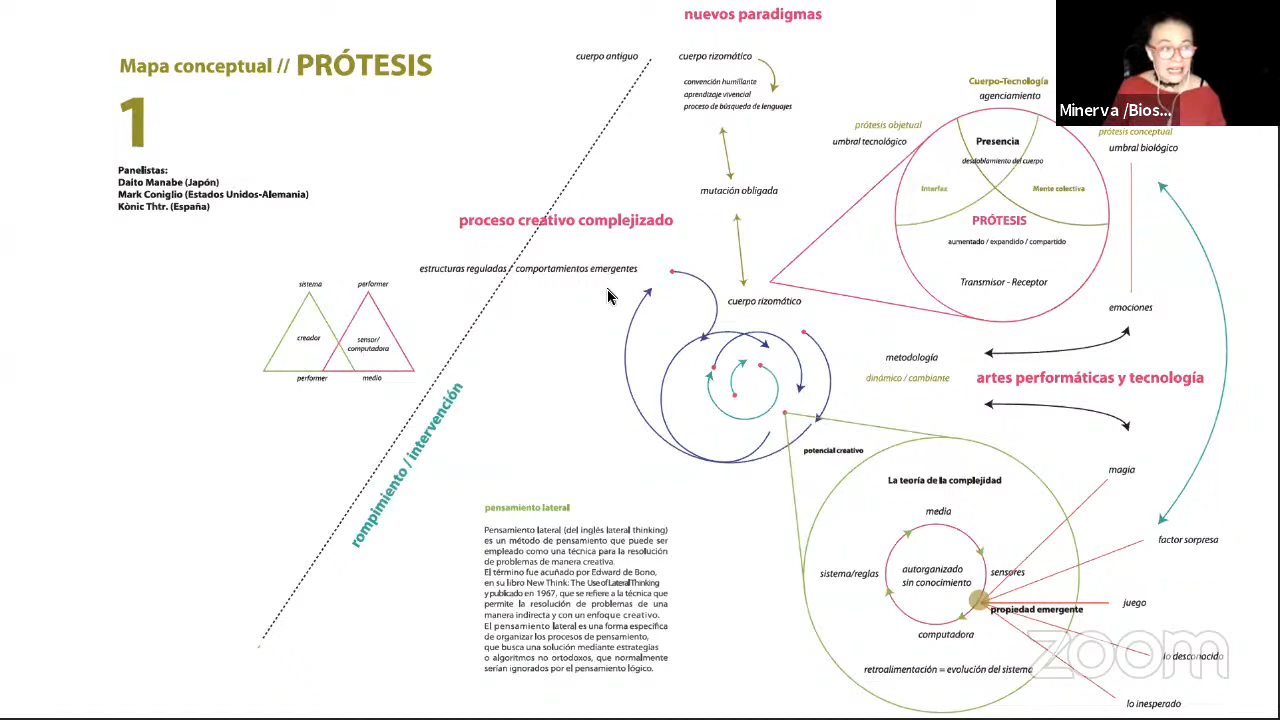 nuevos paradigmas
Mapa conceptual // PRÓTESIS
1
Panelistas:
Daito Manabe (Japón)
Mark Coniglio (Estados Unidos-Alemania)
Kònic Thtr. (España)
cuerpo antiguo
cuerpo rizomático
convención humillante
aprendizaje vivencial
proceso de búsqueda de lenguajes
mutación obligada
proceso creativo complejizado
estructuras reguladas / comportamientos emergentes
cuerpo rizomático
sistema
performer
creador
sensor/
computadora
performer
medio
rompimiento / intervención
Cuerpo-Tecnología
agenciamiento
prótesis objetual
umbral tecnológico
Presencia
desdoblamiento del cuerpo
Interfaz
Mente colectiva
PRÓTESIS
aumentado / expandido / compartido
Transmisor - Receptor
Minerva /Bios...
prótesis conceptual
umbral biológico
emociones
metodología
dinámico / cambiante
artes performáticas y tecnología
magia
factor sorpresa
juego
lo desconocido
lo inesperado
potencial creativo
La teoría de la complejidad
media
sistema/reglas
autorganizado
sin conocimiento
sensores
propiedad emergente
computadora
retroalimentación = evolución del sistema
pensamiento lateral
Pensamiento lateral (del inglés lateral thinking)
es un método de pensamiento que puede ser
empleado como una técnica para la resolución
de problemas de manera creativa.
El término fue acuñado por Edward de Bono,
en su libro New Think: The Use of Lateral Thinking
y publicado en 1967, que se refiere a la técnica que
permite la resolución de problemas de una
manera indirecta y con un enfoque creativo.
El pensamiento lateral es una forma específica
de organizar los procesos de pensamiento,
que busca una solución mediante estrategias
o algoritmos no ortodoxos, que normalmente
serían ignorados por el pensamiento lógico.
zoom